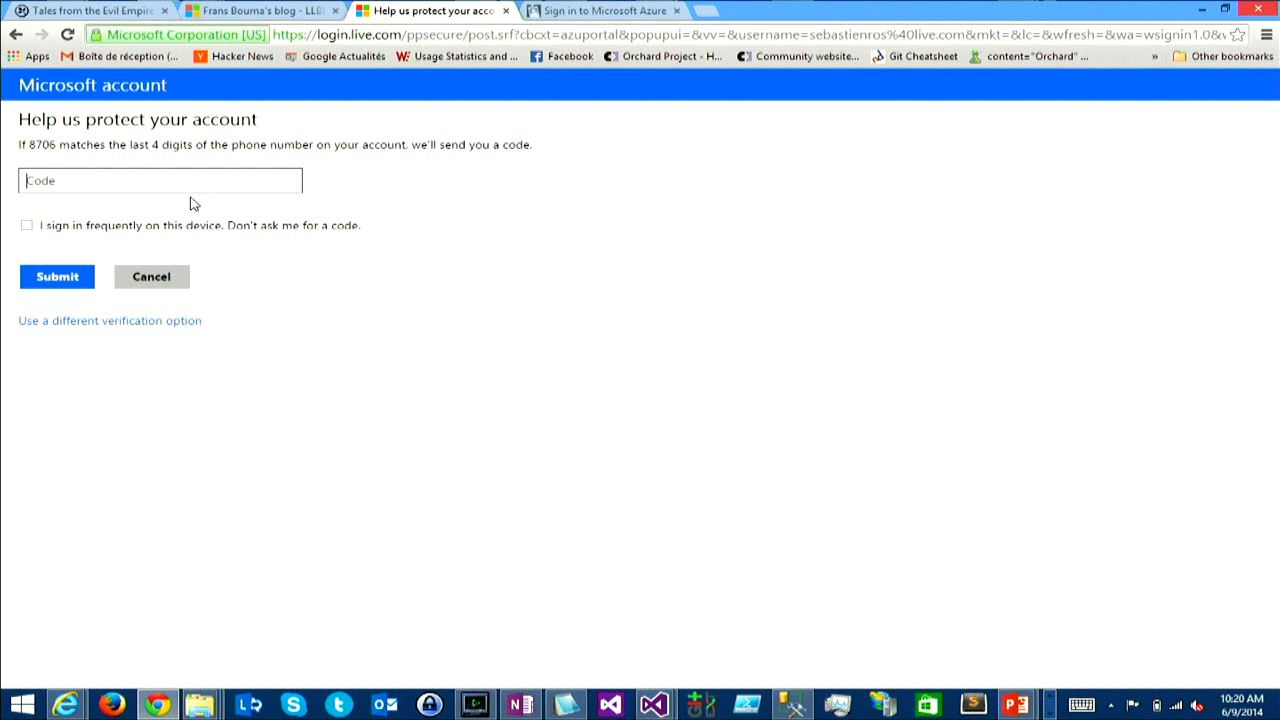 Tales from the Evil Empire
Frans Bouma's blog - LLBL
Help us protect your acco
Sign in to Microsoft Azure
Microsoft Corporation [US]
https://login.live.com/ppsecure/post.srf?cbcxt=azuportal&popupui=&vv=&username=sebastienros%40live.com&mkt=&lc=&wfresh=&wa=wsignin1.0&v
Apps
Boîte de réception (...
Hacker News
Google Actualités
Usage Statistics and ...
Facebook
Orchard Project - H...
Community website...
Git Cheatsheet
content="Orchard" ...
»
Other bookmarks
Microsoft account
Help us protect your account
If 8706 matches the last 4 digits of the phone number on your account, we'll send you a code.
Code
I sign in frequently on this device. Don't ask me for a code.
Submit
Cancel
Use a different verification option
10:20 AM
6/9/2014